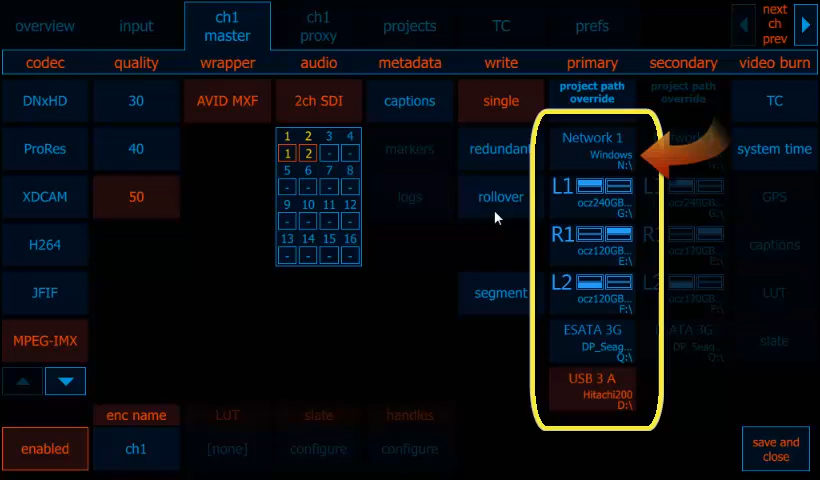 overview
input
ch1
master
ch1
proxy
projects
TC
prefs
next
ch
prev
codec
quality
wrapper
audio
metadata
write
primary
secondary
video burn
DNxHD
ProRes
XDCAM
H264
JFIF
MPEG-IMX
30
40
50
AVID MXF
2ch SDI
1 2 3 4
1 2 - -
5 6 7 8
- - - -
9 10 11 12
- - - -
13 14 15 16
- - - -
captions
markers
logs
single
redundant
rollover
segment
project path
override
Network 1
Windows
N:\
L1
ocz240GB...
G:\
R1
ocz120GB...
E:\
L2
ocz120GB...
F:\
ESATA 3G
DP_Seag...
Q:\
USB 3 A
Hitachi200
D:\
project path
override
L1
ocz240GB...
G:\
R1
ocz120GB...
E:\
L2
ocz120GB...
F:\
ESATA 3G
DP_Seag...
Q:\
TC
system time
GPS
captions
LUT
slate
enc name
LUT
slate
handles
enabled
ch1
[none]
configure
configure
save and
close